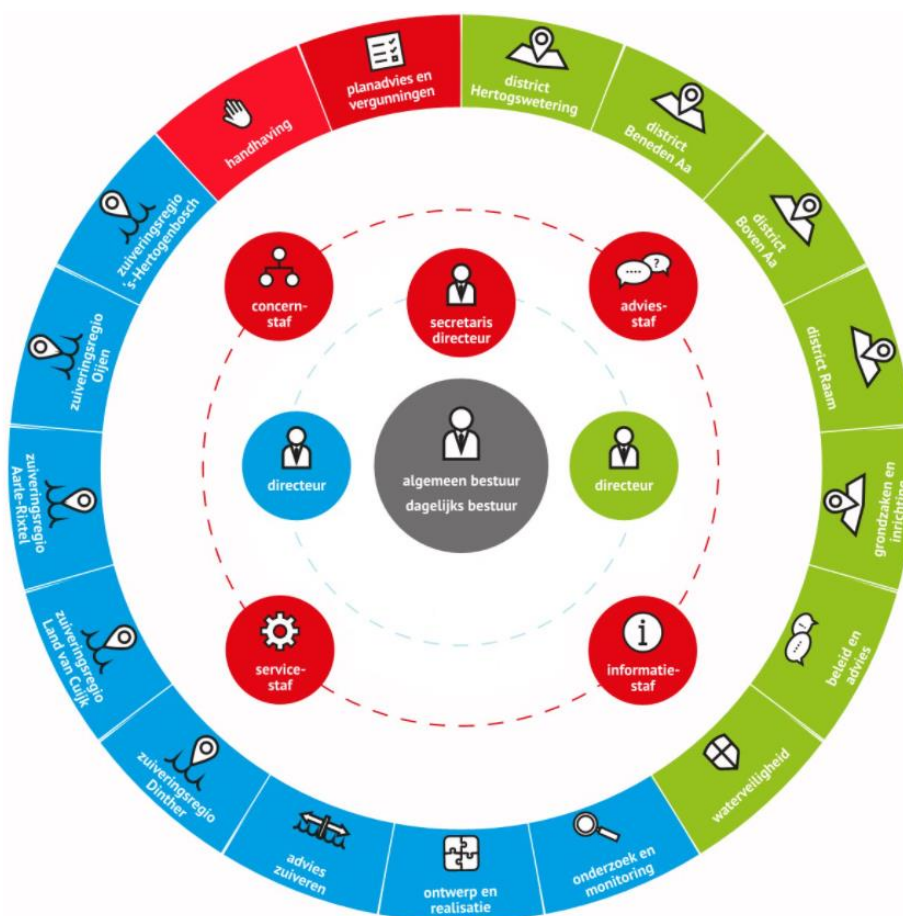 planadvies en
vergunningen
district
Hertogswetering
district
Beneden Aa
district
Boven Aa
district Raam
grondzaken en
inrichting
beleid en
advies
waterveiligheid
onderzoek en
monitoring
ontwerp en
realisatie
advies
zuiveren
zuiveringsregio
Dinther
zuiveringsregio
Land van Cuijk
zuiveringsregio
Aarle-Rixtel
zuiveringsregio
Oijen
zuiveringsregio
's-Hertogenbosch
handhaving
concern-
staf
secretaris
directeur
?
advies-
staf
directeur
algemeen bestuur
dagelijks bestuur
directeur
service-
staf
i
informatie-
staf